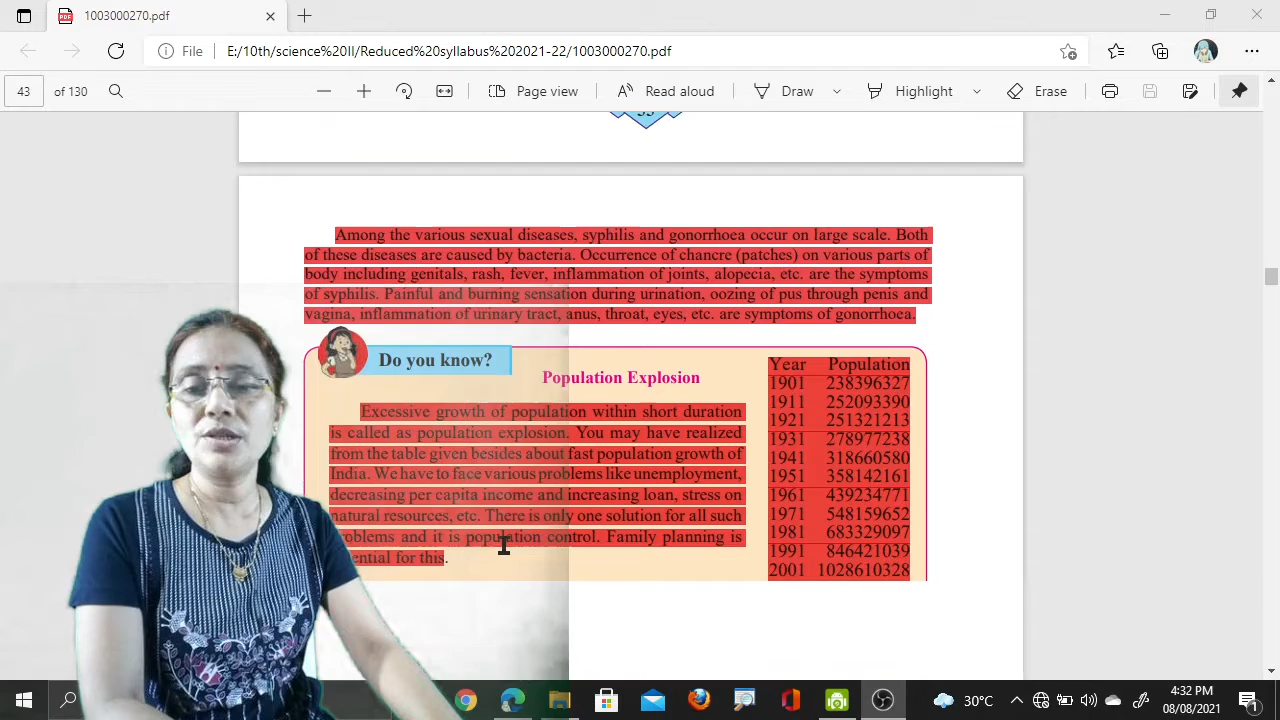 1003000270.pdf
File E:/10th/science%20II/Reduced%20syllabus%202021-22/1003000270.pdf
43 of 130 Page view Read aloud Draw Highlight Erase
Among the various sexual diseases, syphilis and gonorrhoea occur on large scale. Both
of these diseases are caused by bacteria. Occurrence of chancre (patches) on various parts of
body including genitals, rash, fever, inflammation of joints, alopecia, etc. are the symptoms
of syphilis. Painful and burning sensation during urination, oozing of pus through penis and
vagina, inflammation of urinary tract, anus, throat, eyes, etc. are symptoms of gonorrhoea.
Do you know?
Population Explosion
Excessive growth of population within short duration
is called as population explosion. You may have realized
from the table given besides about fast population growth of
India. We have to face various problems like unemployment,
decreasing per capita income and increasing loan, stress on
natural resources, etc. There is only one solution for all such
problems and it is population control. Family planning is
for this.
Year Population
1901 238396327
1911 252093390
1921 251321213
1931 278977238
1941 318660580
1951 358142161
1961 439234771
1971 548159652
1981 683329097
1991 846421039
2001 1028610328
30°C
4:32 PM
08/08/2021